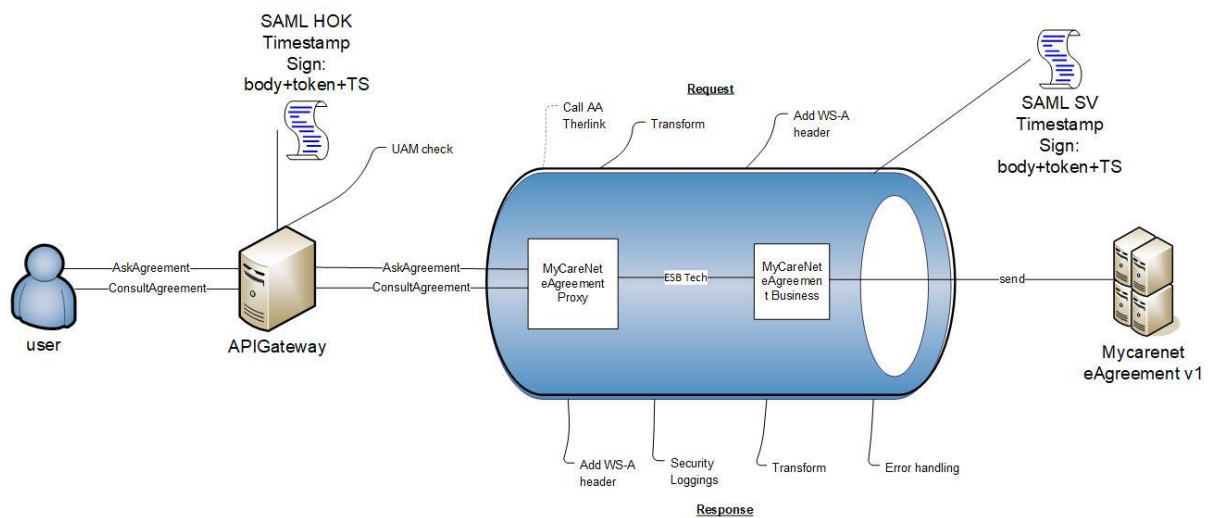 SAML HOK
Timestamp
Sign:
body+token+TS
UAM check
Request
Call AA
Therlink
Transform
Add WS-A
header
SAML SV
Timestamp
Sign:
body+token+TS
AskAgreement
ConsultAgreement
AskAgreement
ConsultAgreement
MyCareNet
eAgreement
Proxy
ESB Tech
MyCareNet
eAgreemen
t Business
send
user
APIGateway
Mycarenet
eAgreement v1
Add WS-A
header
Security
Loggings
Transform
Error handling
Response